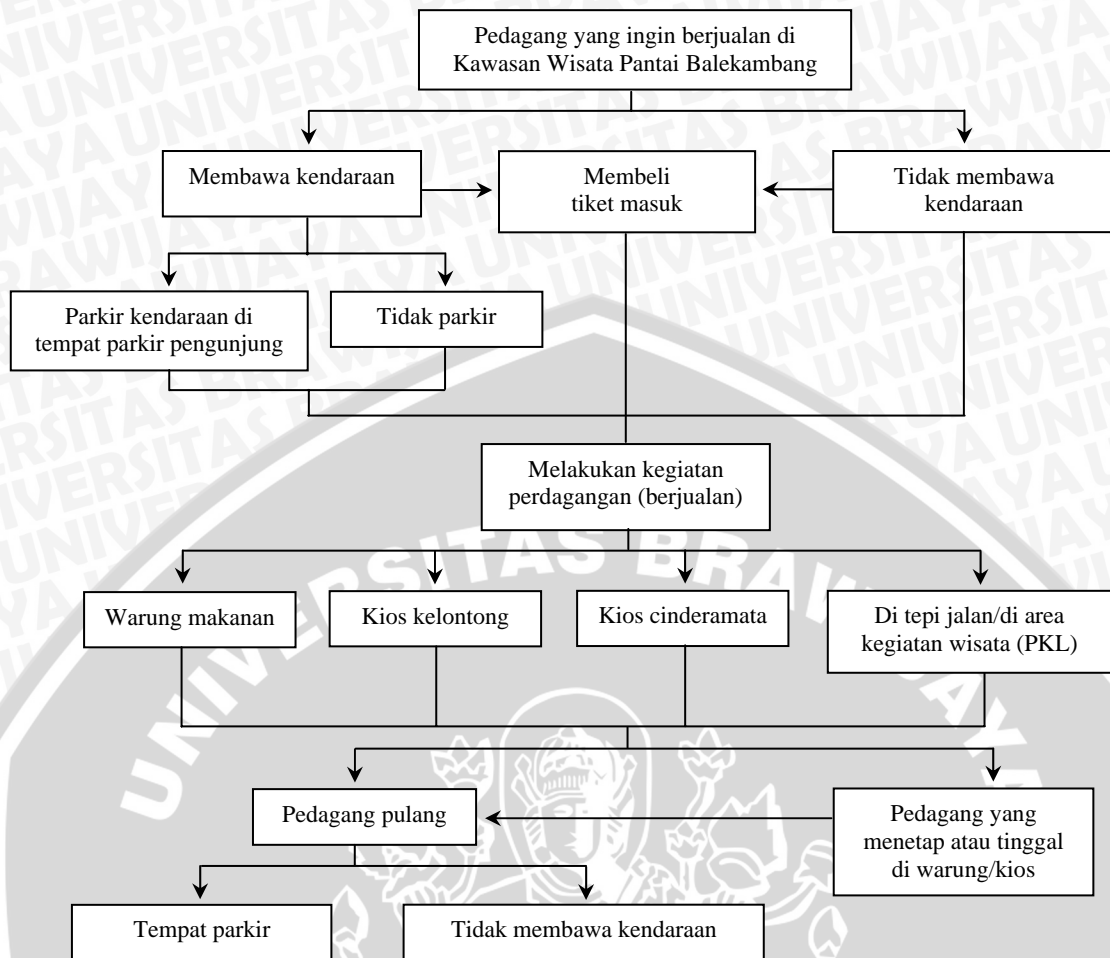 Pedagang yang ingin berjualan di
Kawasan Wisata Pantai Balekambang
Membawa kendaraan
Membeli
tiket masuk
Tidak membawa
kendaraan
Parkir kendaraan di
tempat parkir pengunjung
Tidak parkir
Melakukan kegiatan
perdagangan (berjualan)
Warung makanan
Kios kelontong
Kios cinderamata
Di tepi jalan/di area
kegiatan wisata (PKL)
Pedagang pulang
Pedagang yang
menetap atau tinggal
di warung/kios
Tempat parkir
Tidak membawa kendaraan
UNIVERSITAS BRAWIJAYA